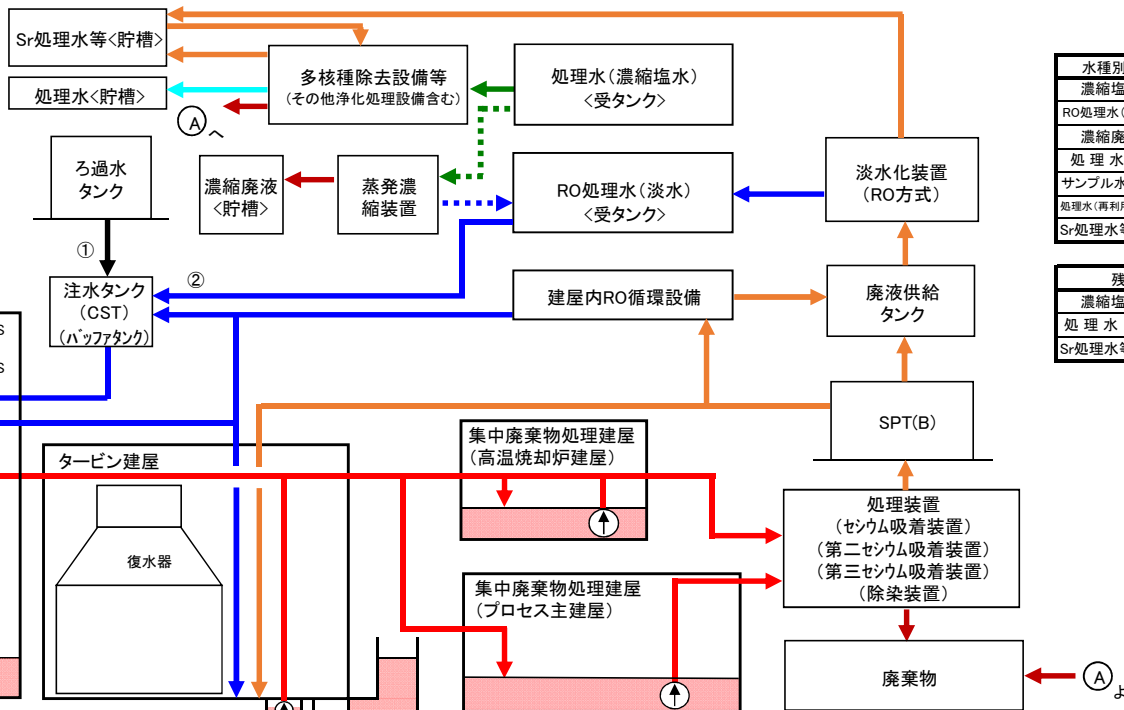 Sr処理水等<貯槽>
処理水<貯槽>
多核種除去設備等
(その他浄化処理設備含む)
Aへ
処理水(濃縮塩水)
<受タンク>
ろ過水
タンク
①
濃縮廃液
<貯槽>
蒸発濃
縮装置
RO処理水(淡水)
<受タンク>
淡水化装置
(RO方式)
②
注水タンク
(CST)
(バッファタンク)
建屋内RO循環設備
廃液供給
タンク
SPT(B)
S
S
タービン建屋
復水器
集中廃棄物処理建屋
(高温焼却炉建屋)
集中廃棄物処理建屋
(プロセス主建屋)
処理装置
(セシウム吸着装置)
(第二セシウム吸着装置)
(第三セシウム吸着装置)
(除染装置)
廃棄物
Aよ
水種別
濃縮塩
RO処理水(
濃縮廃
処理水
サンプル水
処理水(再利用
Sr処理水等
残
濃縮塩
処理水
Sr処理水等